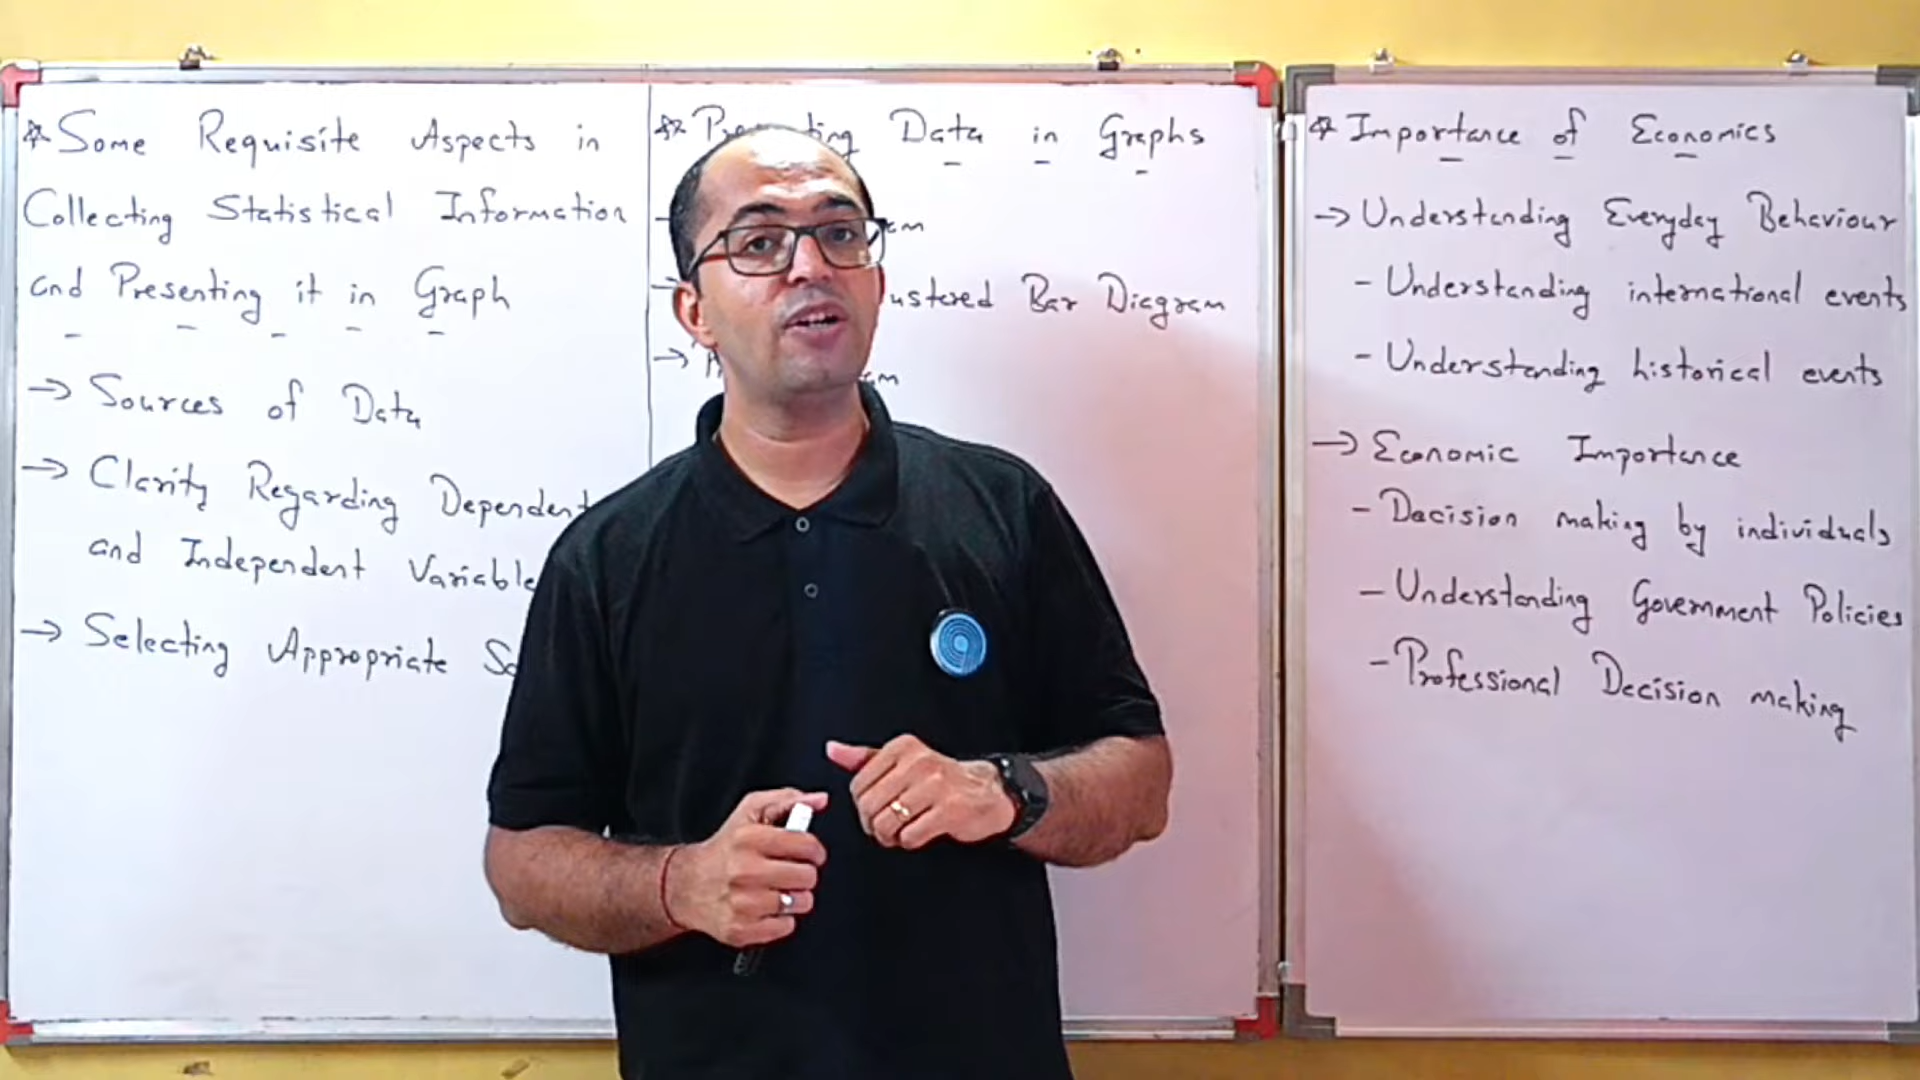 * Some Requisite Aspects in
Collecting Statistical Information
and Presenting it in Graph
→ Sources of Data
→ Clarity Regarding Dependent
and Independent Variable
→ Selecting Appropriate
** Data in Graphs
Bar Diagram
* Importance of Economics
→ Understanding Everyday Behaviour
- Understanding international events
- Understanding historical events
→ Economic Importance
- Decision making by individuals
- Understanding Government Policies
- Professional Decision making